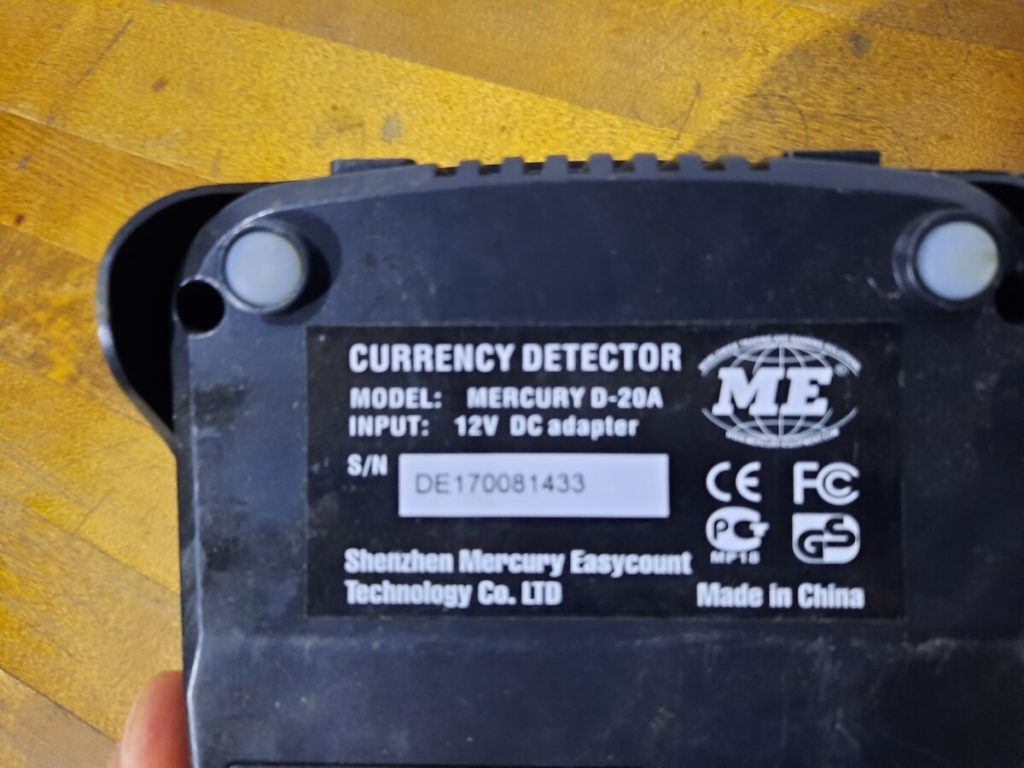 CURRENCY DETECTOR
MODEL: MERCURY D-20A
INPUT: 12V DC adapter
S/N DE170081433
ME®
CE FC
PG GS
MP18
Shenzhen Mercury Easycount
Technology Co. LTD
Made in China